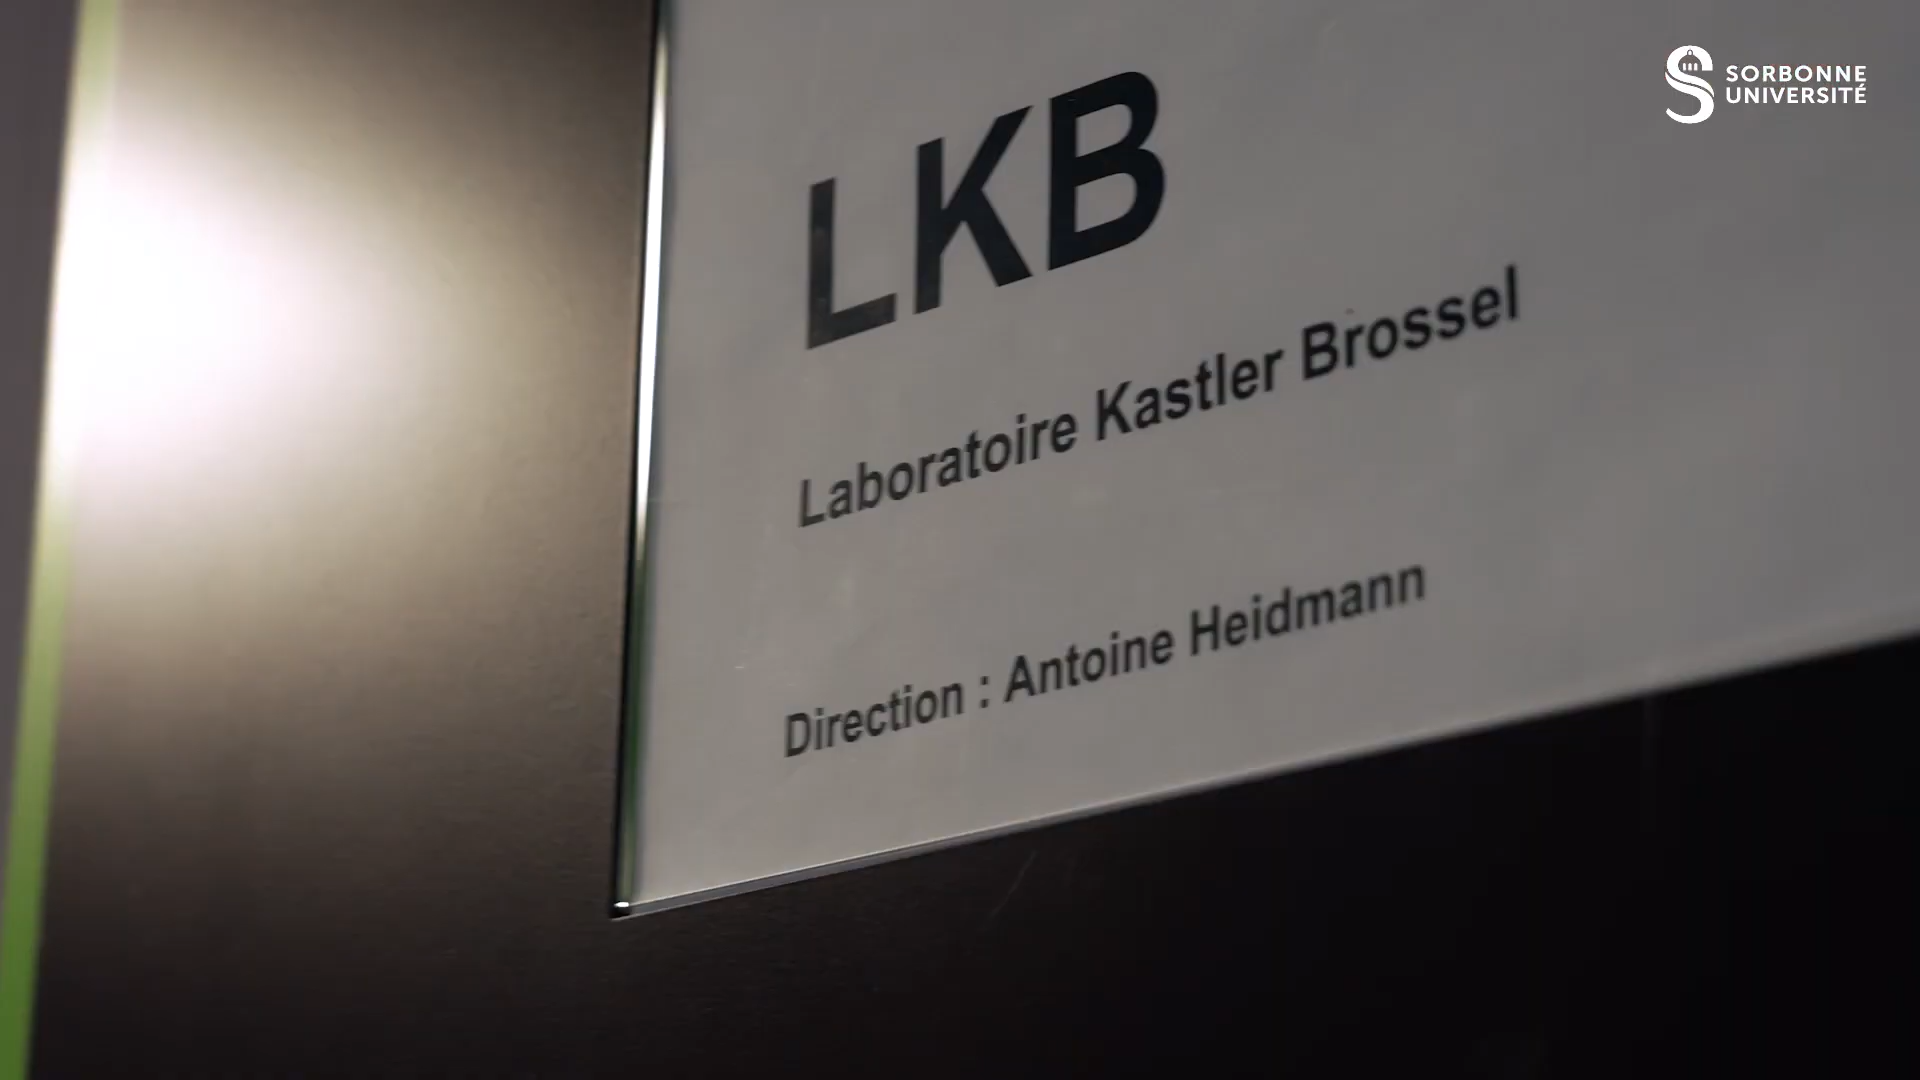 SORBONNE
UNIVERSITÉ
LKB
Laboratoire Kastler Brossel
Direction : Antoine Heidmann